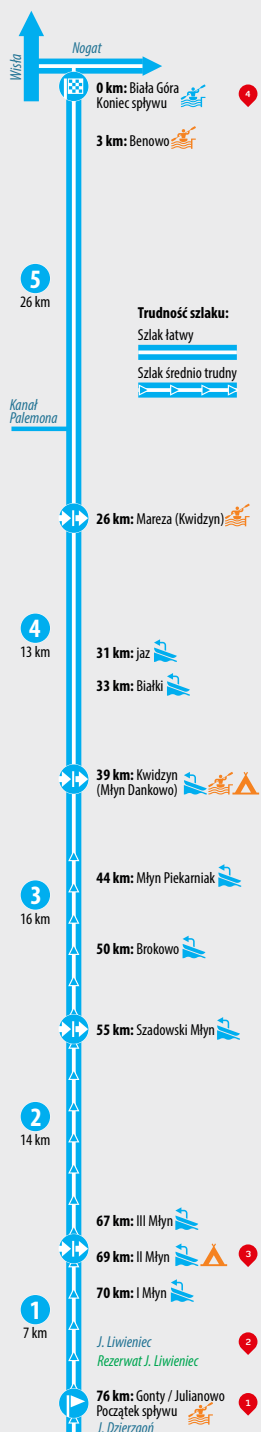 Wisła
Nogat
0 km: Biała Góra
Koniec spływu
4
3 km: Benowo
5
26 km
Trudność szlaku:
Szlak łatwy
Szlak średnio trudny
Kanał
Palemona
26 km: Mareza (Kwidzyn)
4
13 km
31 km: jaz
33 km: Białki
39 km: Kwidzyn
(Młyn Dankowo)
3
16 km
44 km: Młyn Piekarniak
50 km: Brokowo
55 km: Szadowski Młyn
2
14 km
67 km: III Młyn
69 km: II Młyn
3
70 km: I Młyn
1
7 km
J. Liwieniec
2
Rezerwat J. Liwieniec
76 km: Gonty / Julianowo
Początek spływu
1
J. Dzierzgoń